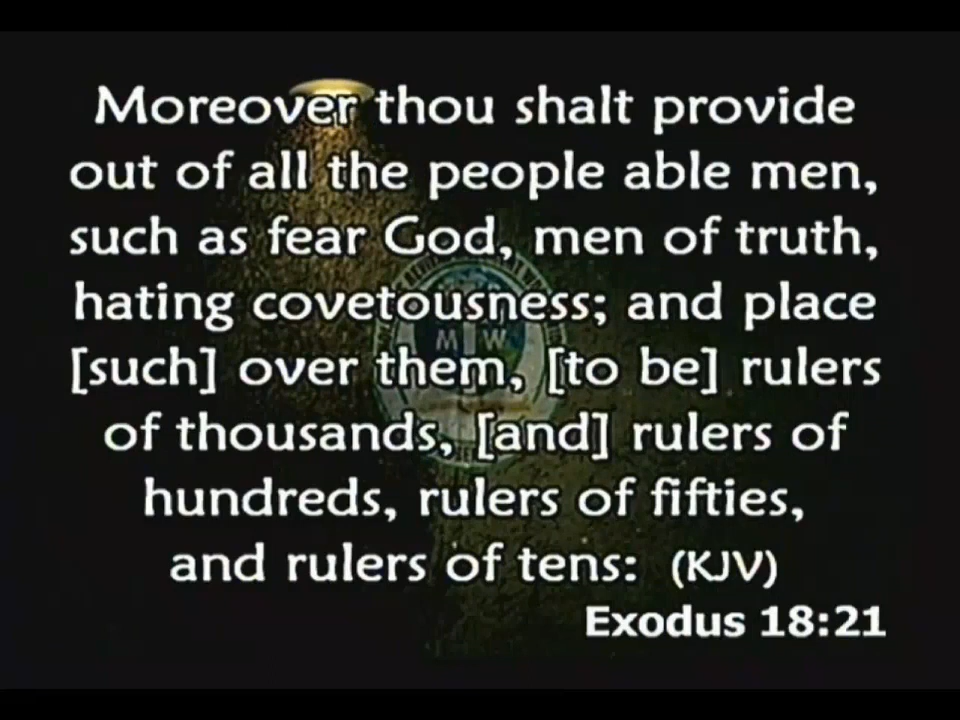 Moreover thou shalt provide
out of all the people able men,
such as fear God, men of truth,
hating covetousness; and place
[such] over them, [to be] rulers
of thousands, [and] rulers of
hundreds, rulers of fifties,
and rulers of tens: (KJV)
Exodus 18:21
M W